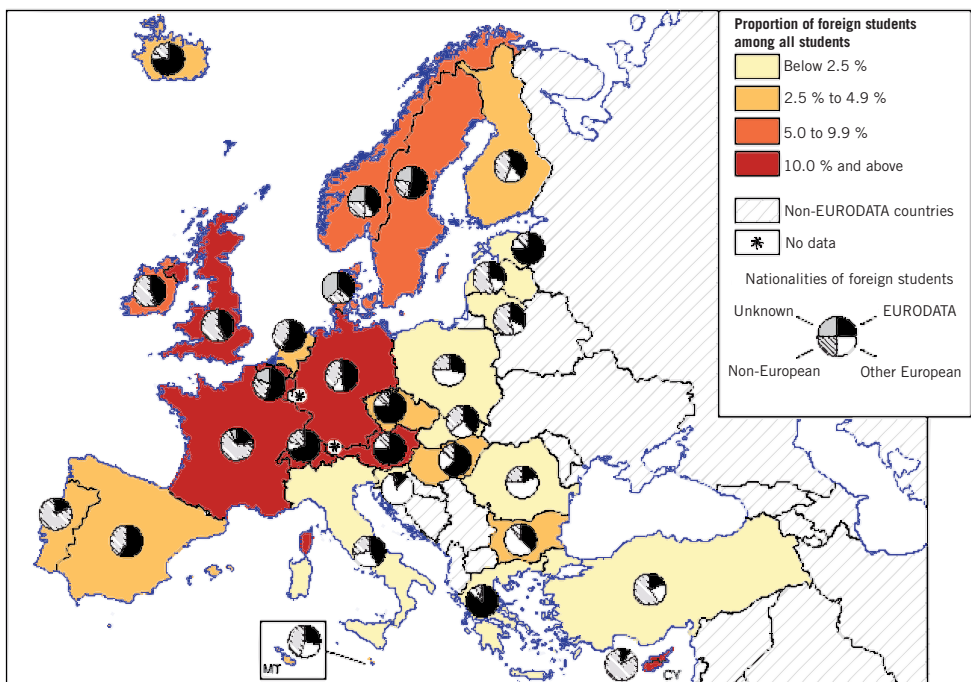 Proportion of foreign students
among all students
Below 2.5 %
2.5 % to 4.9 %
5.0 to 9.9 %
10.0 % and above
Non-EURODATA countries
* No data
Nationalities of foreign students
Unknown
EURODATA
Non-European
Other European
MT
CY